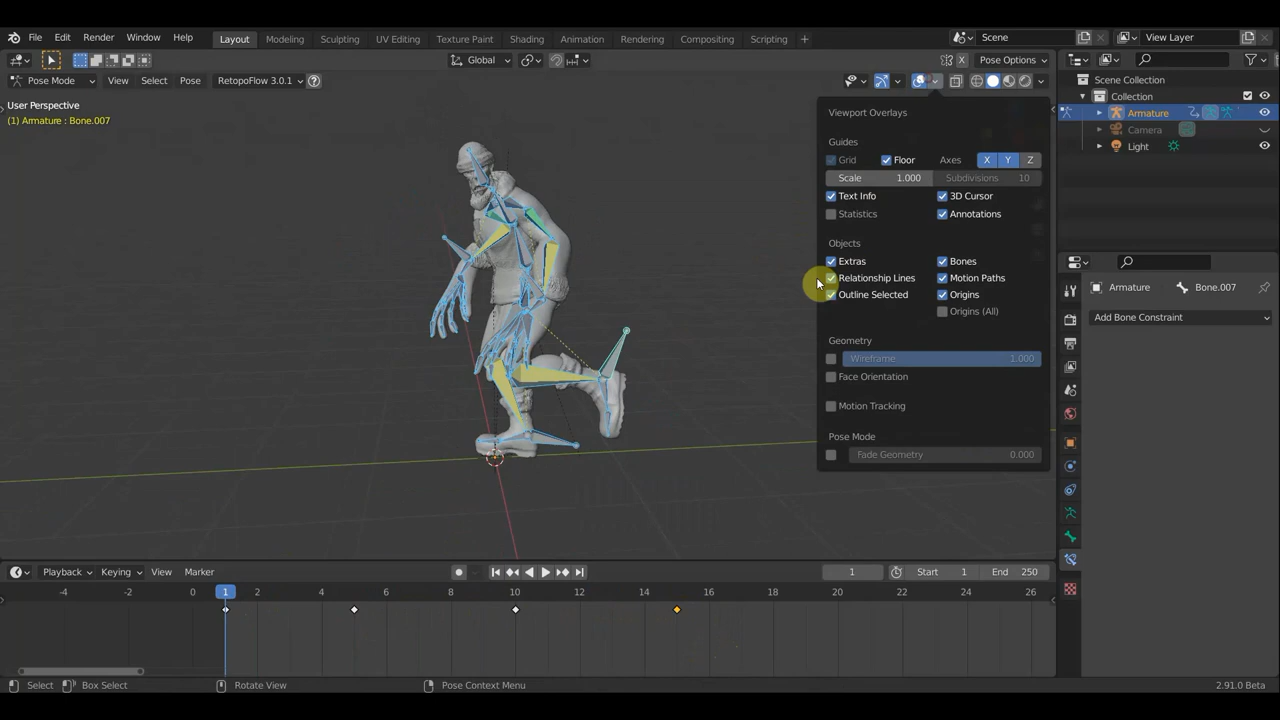 File Edit Render Window Help Layout Modeling Sculpting UV Editing Texture Paint Shading Animation Rendering Compositing Scripting + Scene View Layer
Global X Pose Options
Pose Mode View Select Pose RetopoFlow 3.0.1 ?
User Perspective
(1) Armature : Bone.007
Scene Collection
Collection
Armature
Camera
Light
Viewport Overlays
Guides
Grid Floor Axes X Y Z
Scale 1.000 Subdivisions 10
Text Info 3D Cursor
Statistics Annotations
Objects
Extras Bones
Relationship Lines Motion Paths
Outline Selected Origins
Origins (All)
Geometry
Wireframe 1.000
Face Orientation
Motion Tracking
Pose Mode
Fade Geometry 0.000
Armature Bone.007
Add Bone Constraint
Playback Keying View Marker 1 Start 1 End 250
-4 -2 0 1 2 4 6 8 10 12 14 16 18 20 22 24 26
Select Box Select Rotate View Pose Context Menu 2.91.0 Beta